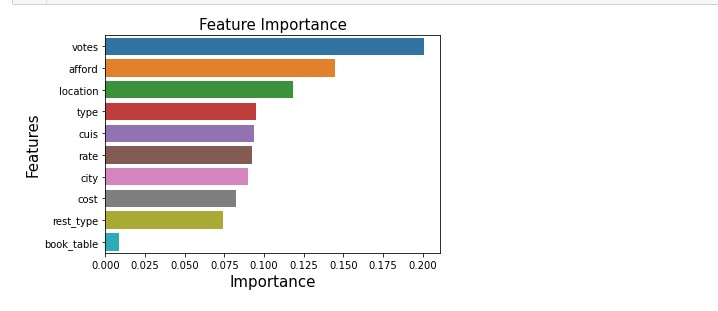 Feature Importance
votes
afford
location
type
cuis
rate
city
cost
rest_type
book_table
Features
0.000 0.025 0.050 0.075 0.100 0.125 0.150 0.175 0.200
Importance